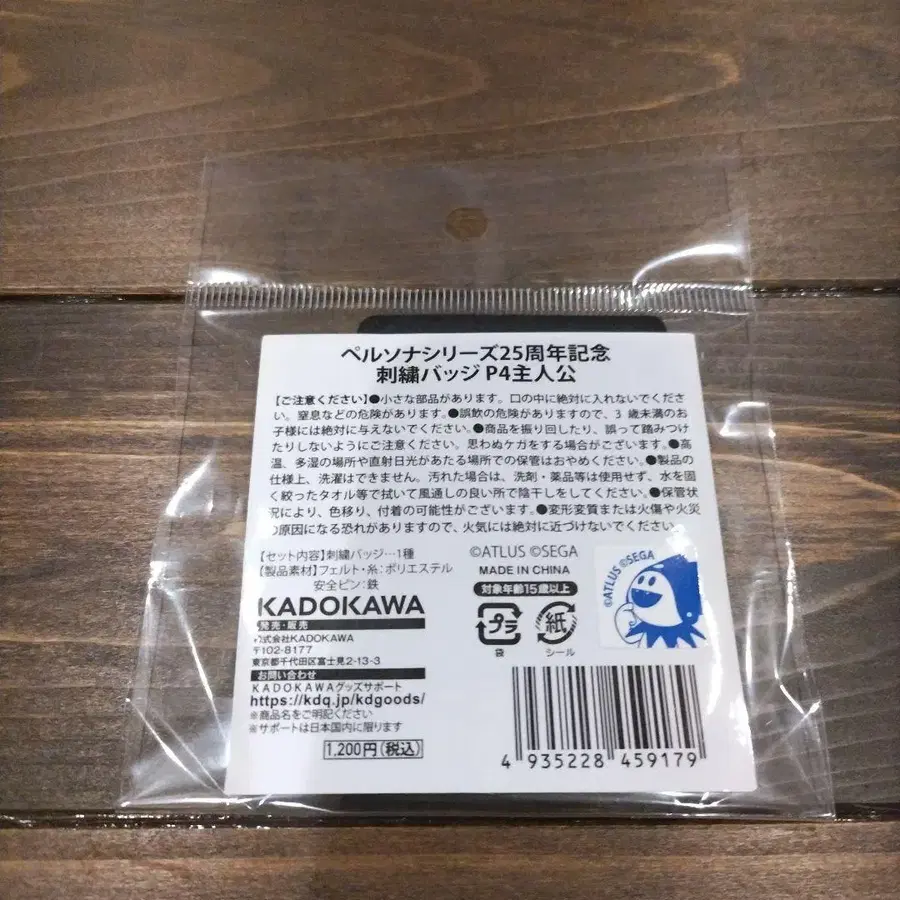 ペルソナシリーズ25周年記念
刺繍バッジ P4主人公
【ご注意ください】●小さな部品があります。口の中に絶対に入れないでくださ
い。窒息などの危険があります。●誤飲の危険がありますので、3歳未満のお
子様には絶対に与えないでください。●商品を振り回したり、誤って踏みつけ
たりしないようにご注意ください。思わぬケガをする場合がございます。●高
温、多湿の場所や直射日光があたる場所での保管はおやめください。●製品の
仕様上、洗濯はできません。汚れた場合は、洗剤・薬品等は使用せず、水を固
く絞ったタオル等で拭いて風通しの良い所で陰干しをしてください。●保管状
況により、色移り、付着の可能性がございます。●変形変質または火傷や火災
の原因になる恐れがありますので、火気には絶対に近づけないでください。
【セット内容】刺繍バッジ…1種
【製品素材】フェルト・糸:ポリエステル
安全ピン:鉄
KADOKAWA
発売・販売
株式会社KADOKAWA
〒102-8177
東京都千代田区富士見2-13-3
お問い合わせ
KADOKAWAグッズサポート
https://kdq.jp/kdgoods/
※商品名をご明記ください
※サポートは日本国内に限ります
1,200円(税込)
©ATLUS ©SEGA
MADE IN CHINA
対象年齢15歳以上
プラ
袋
紙
シール
©ATLUS ©SEGA
4 935228 459179